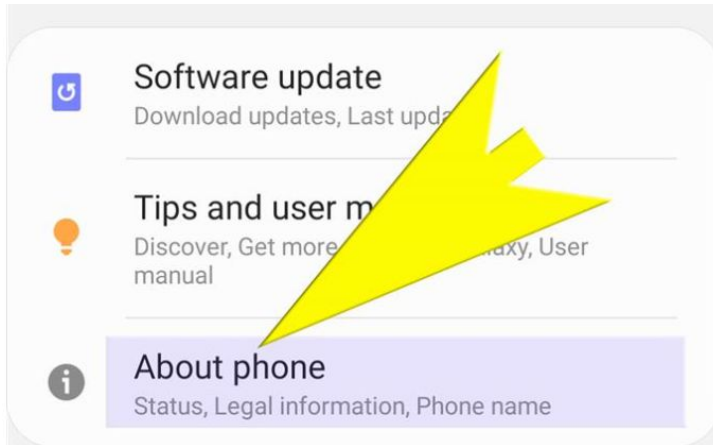 Software update
Download updates, Last upda
Tips and user m
Discover, Get more axy, User
manual
About phone
Status, Legal information, Phone name